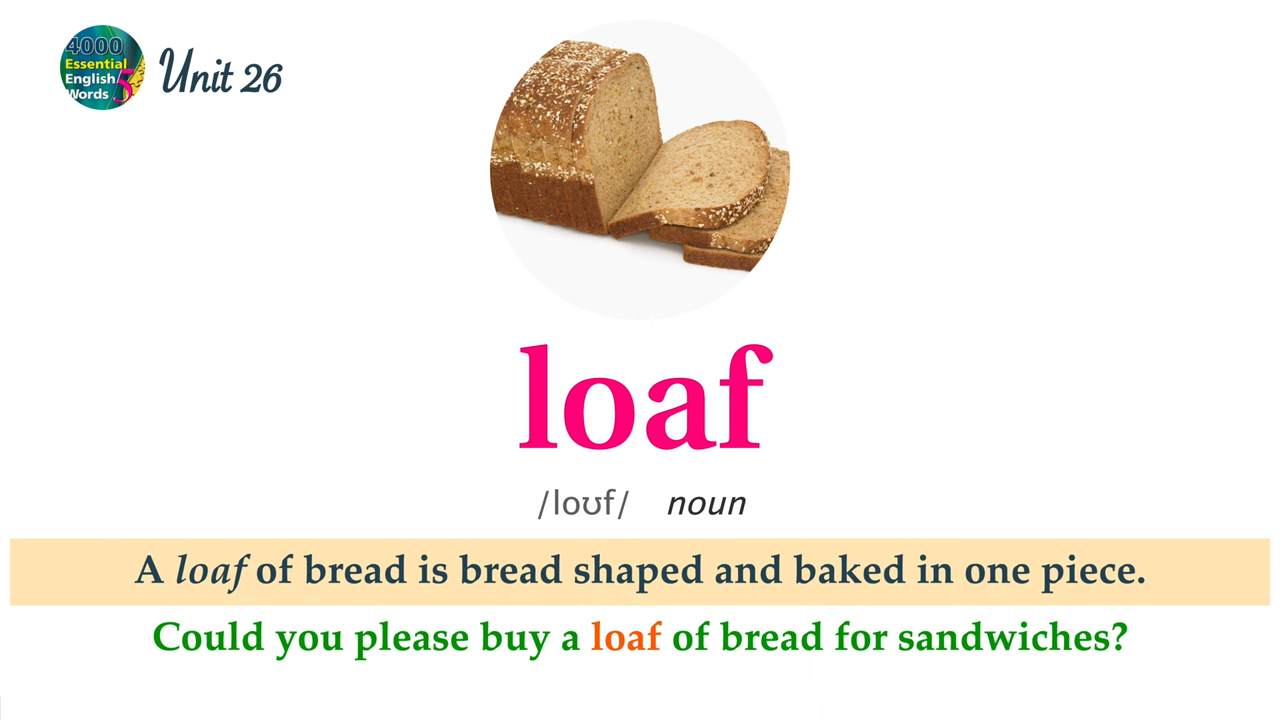 4000
Essential
English
Words 5
Unit 26
loaf
/loʊf/ noun
A loaf of bread is bread shaped and baked in one piece.
Could you please buy a loaf of bread for sandwiches?